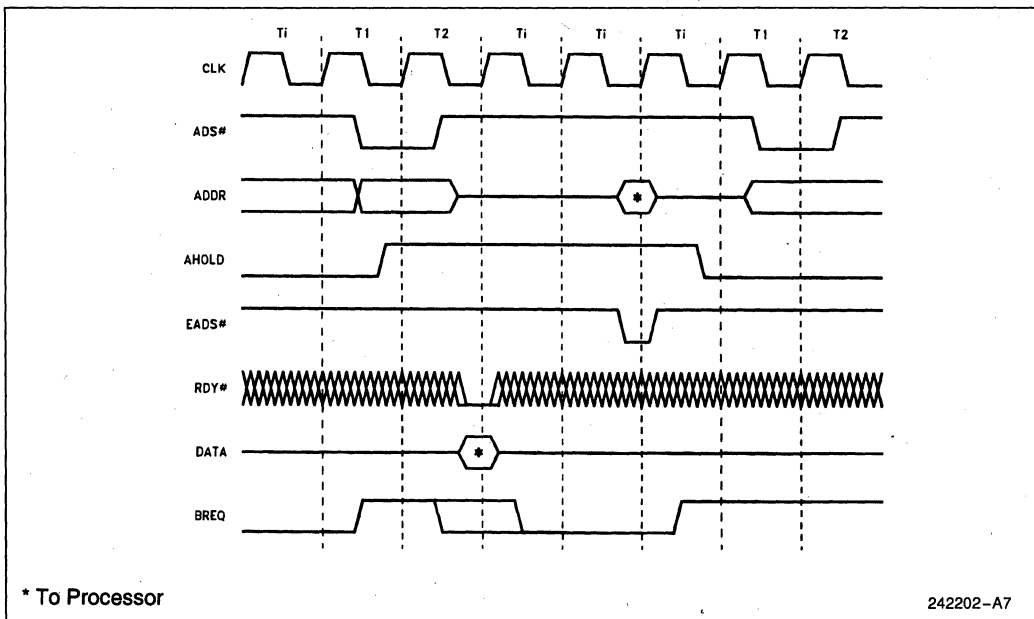 Ti T1 T2 Ti Ti Ti T1 T2
CLK
ADS#
ADDR *
AHOLD
EADS#
RDY#
DATA *
BREQ
* To Processor 242202-A7